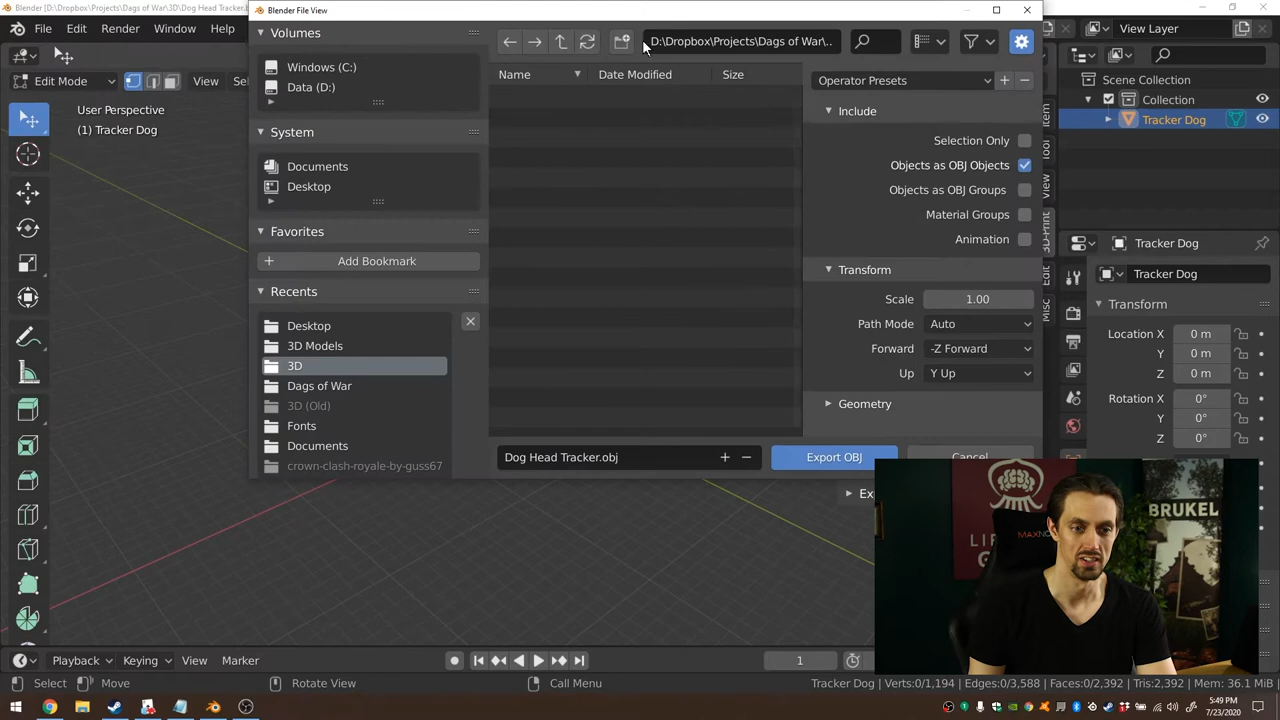 Blender [D:\Dropbox\Projects\Dags of War\3D\Dog Head Tracker.b
Blender File View
File
Edit
Render
Window
View Layer
Edit Mode
View
User Perspective
(1) Tracker Dog
Volumes
Windows (C:)
Data (D:)
System
Documents
Desktop
Favorites
Add Bookmark
Recents
Desktop
3D Models
3D
Dags of War
3D (Old)
Fonts
Documents
crown-clash-royale-by-guss67
D:\Dropbox\Projects\Dags of War\..
Name
Date Modified
Size
Dog Head Tracker.obj
Export OBJ
Cancel
Operator Presets
Include
Selection Only
Objects as OBJ Objects
Objects as OBJ Groups
Material Groups
Animation
Transform
Scale
1.00
Path Mode
Auto
Forward
-Z Forward
Up
Y Up
Geometry
Item
Tool
View
3D-Print
Edit
Misc
Scene Collection
Collection
Tracker Dog
Tracker Dog
Tracker Dog
Transform
Location X
0 m
Y
0 m
Z
0 m
Rotation X
0°
Y
0°
Z
0°
MAXNO
BRUKEL
Playback
Keying
View
Marker
1
Select
Move
Rotate View
Call Menu
Tracker Dog | Verts:0/1,194 | Edges:0/3,588 | Faces:0/2,392 | Tris:2,392 | Mem: 36.1 MiB
5:49 PM
7/23/2020